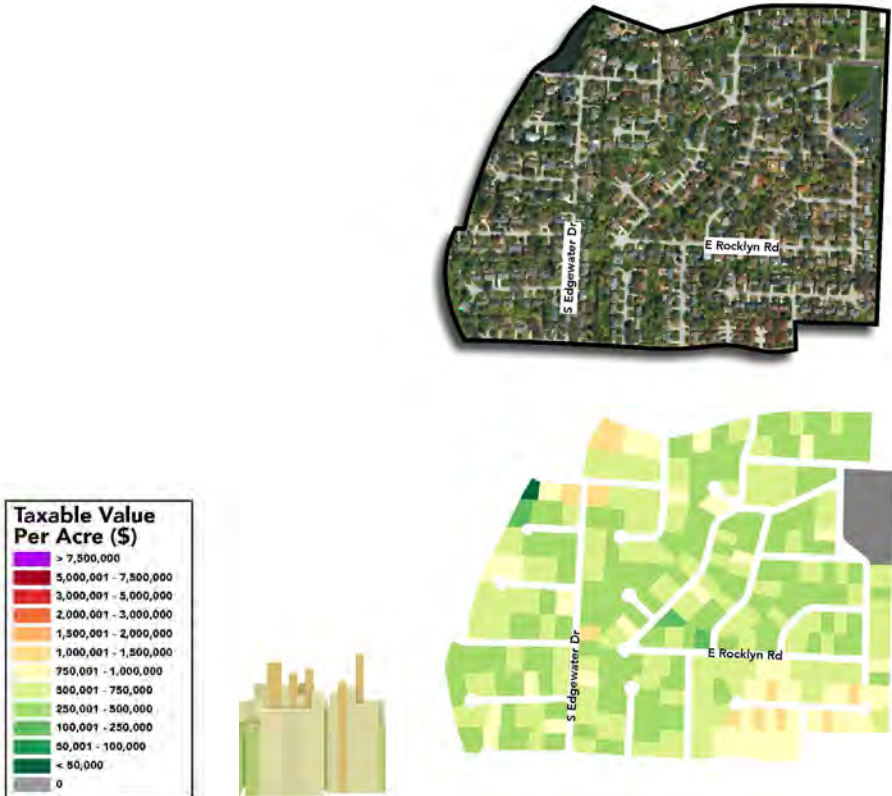 S Edgewater Dr
E Rocklyn Rd
Taxable Value
Per Acre ($)
> 7,500,000
5,000,001 - 7,500,000
3,000,001 - 5,000,000
2,000,001 - 3,000,000
1,500,001 - 2,000,000
1,000,001 - 1,500,000
750,001 - 1,000,000
500,001 - 750,000
250,001 - 500,000
100,001 - 250,000
50,001 - 100,000
< 50,000
0
S Edgewater Dr
E Rocklyn Rd